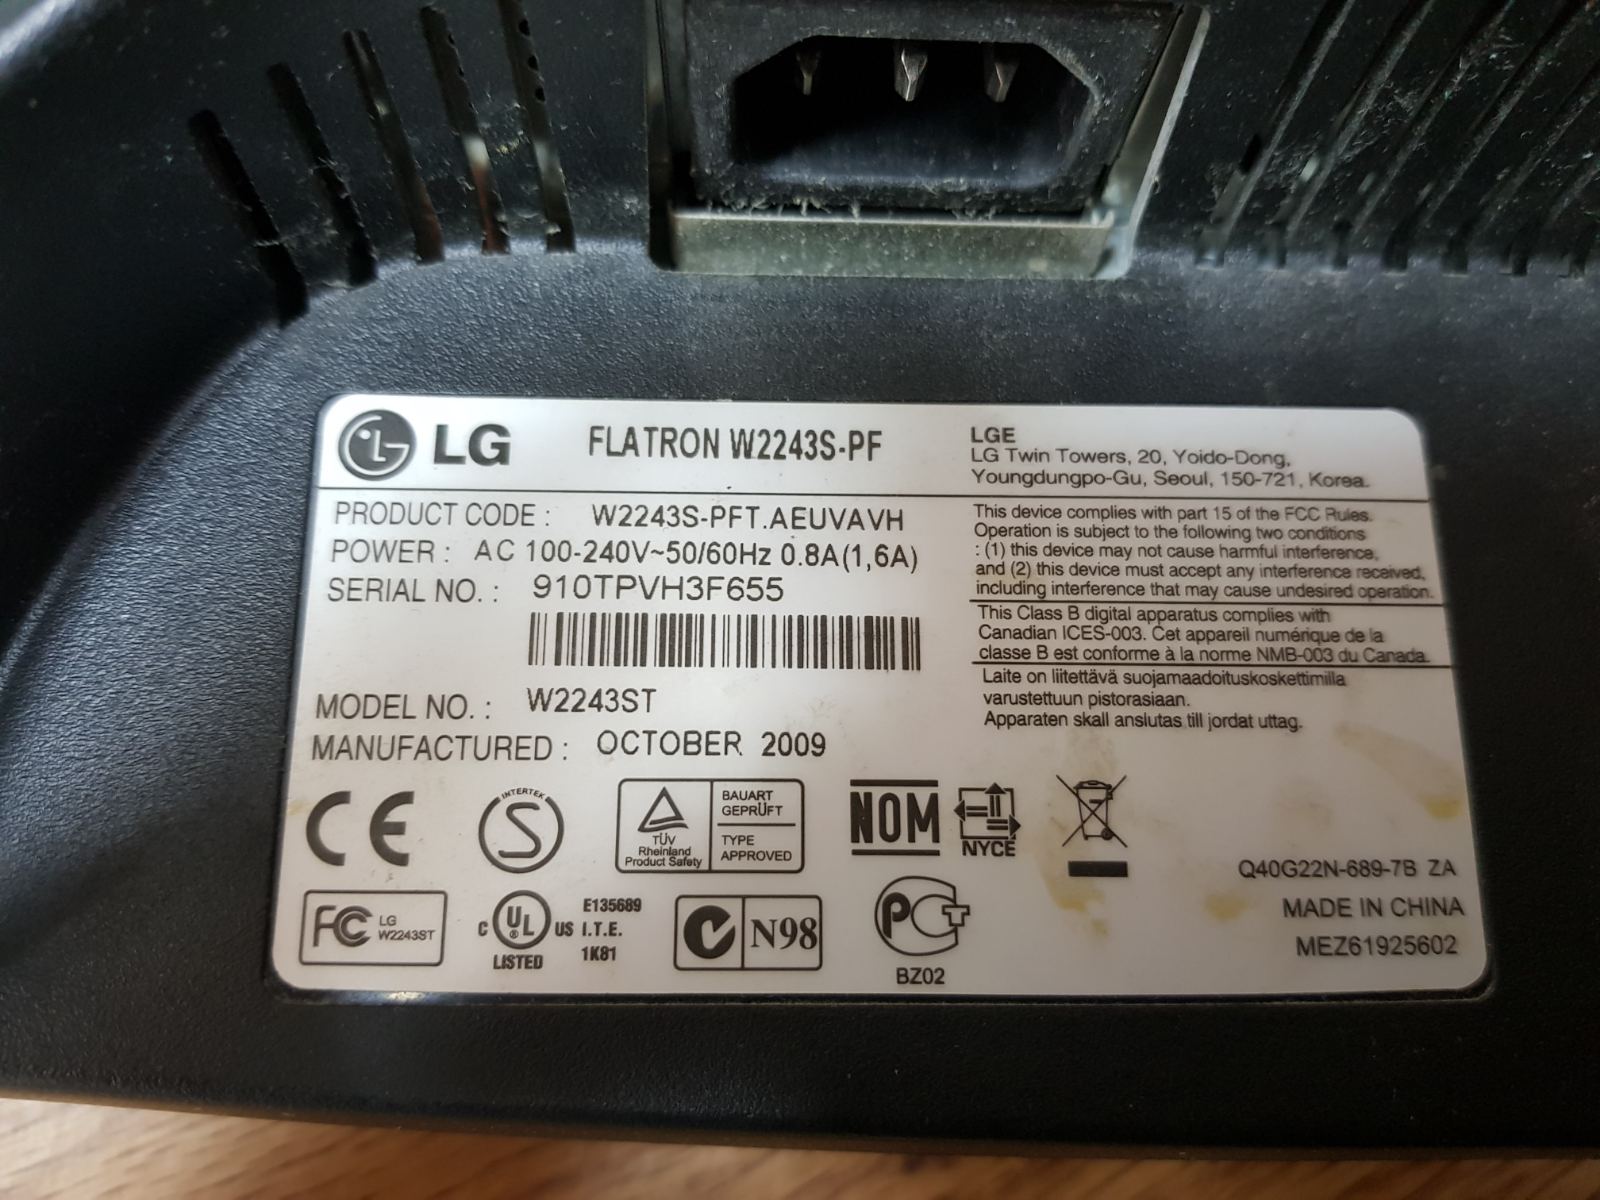 LG FLATRON W2243S-PF
LGE
LG Twin Towers, 20, Yoido-Dong,
Youngdungpo-Gu, Seoul, 150-721, Korea.
PRODUCT CODE : W2243S-PFT.AEUVAVH
POWER : AC 100-240V~50/60Hz 0.8A(1,6A)
SERIAL NO. : 910TPVH3F655
MODEL NO. : W2243ST
MANUFACTURED : OCTOBER 2009
This device complies with part 15 of the FCC Rules.
Operation is subject to the following two conditions
: (1) this device may not cause harmful interference,
and (2) this device must accept any interference received,
including interference that may cause undesired operation.
This Class B digital apparatus complies with
Canadian ICES-003. Cet appareil numérique de la
classe B est conforme à la norme NMB-003 du Canada.
Laite on liitettävä suojamaadoituskoskettimilla
varustettuun pistorasiaan.
Apparaten skall anslutas till jordat uttag.
CE
INTERTEK
S
TÜV
Rheinland
Product Safety
BAUART
GEPRÜFT
TYPE
APPROVED
NOM
NYCE
FC LG
W2243ST
C UL US
LISTED
E135689
I.T.E.
1K81
N98
PCT
BZ02
Q40G22N-689-7B ZA
MADE IN CHINA
MEZ61925602